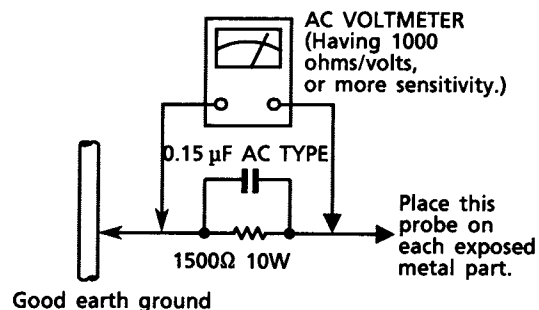 AC VOLTMETER
(Having 1000
ohms/volts,
or more sensitivity.)
0.15 µF AC TYPE
1500Ω 10W
Place this
probe on
each exposed
metal part.
Good earth ground